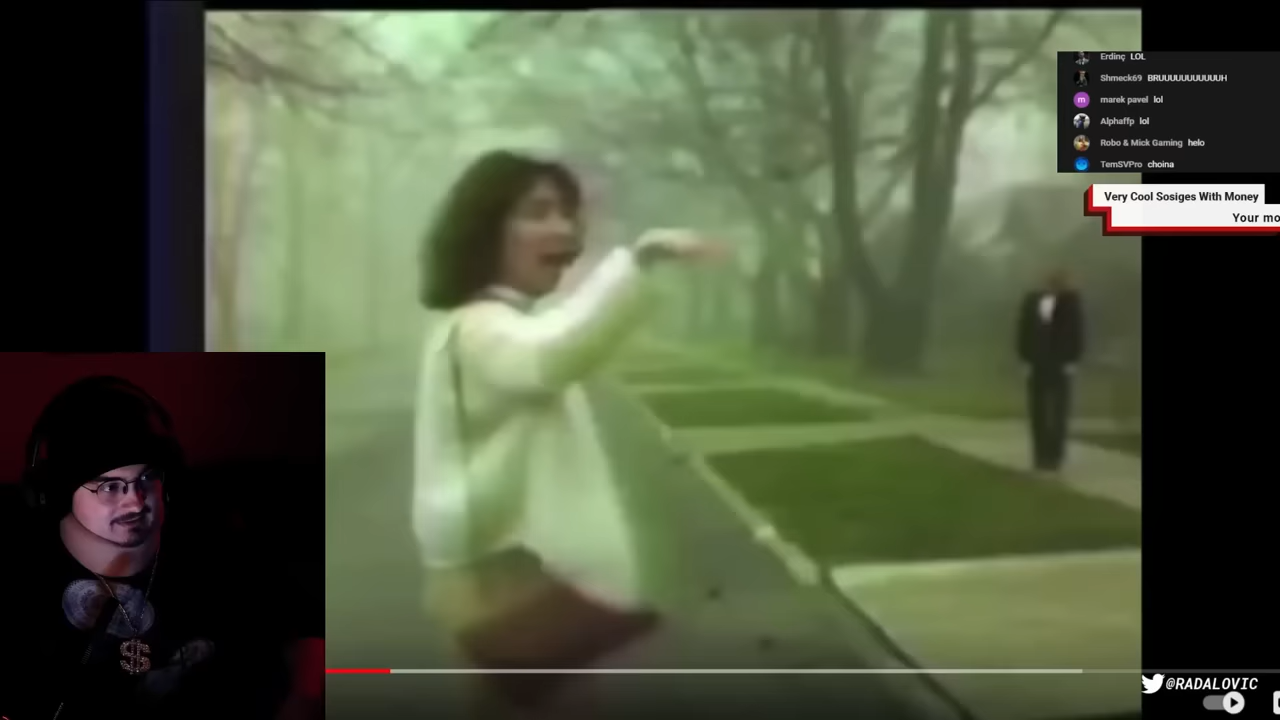 Erdinç LOL
Shmeck69 BRUUUUUUUUUUUH
marek pavel lol
Alphaffp lol
Robo & Mick Gaming helo
TemSVPro choina
Very Cool Sosiges With Money
Your mo
@RADALOVIC